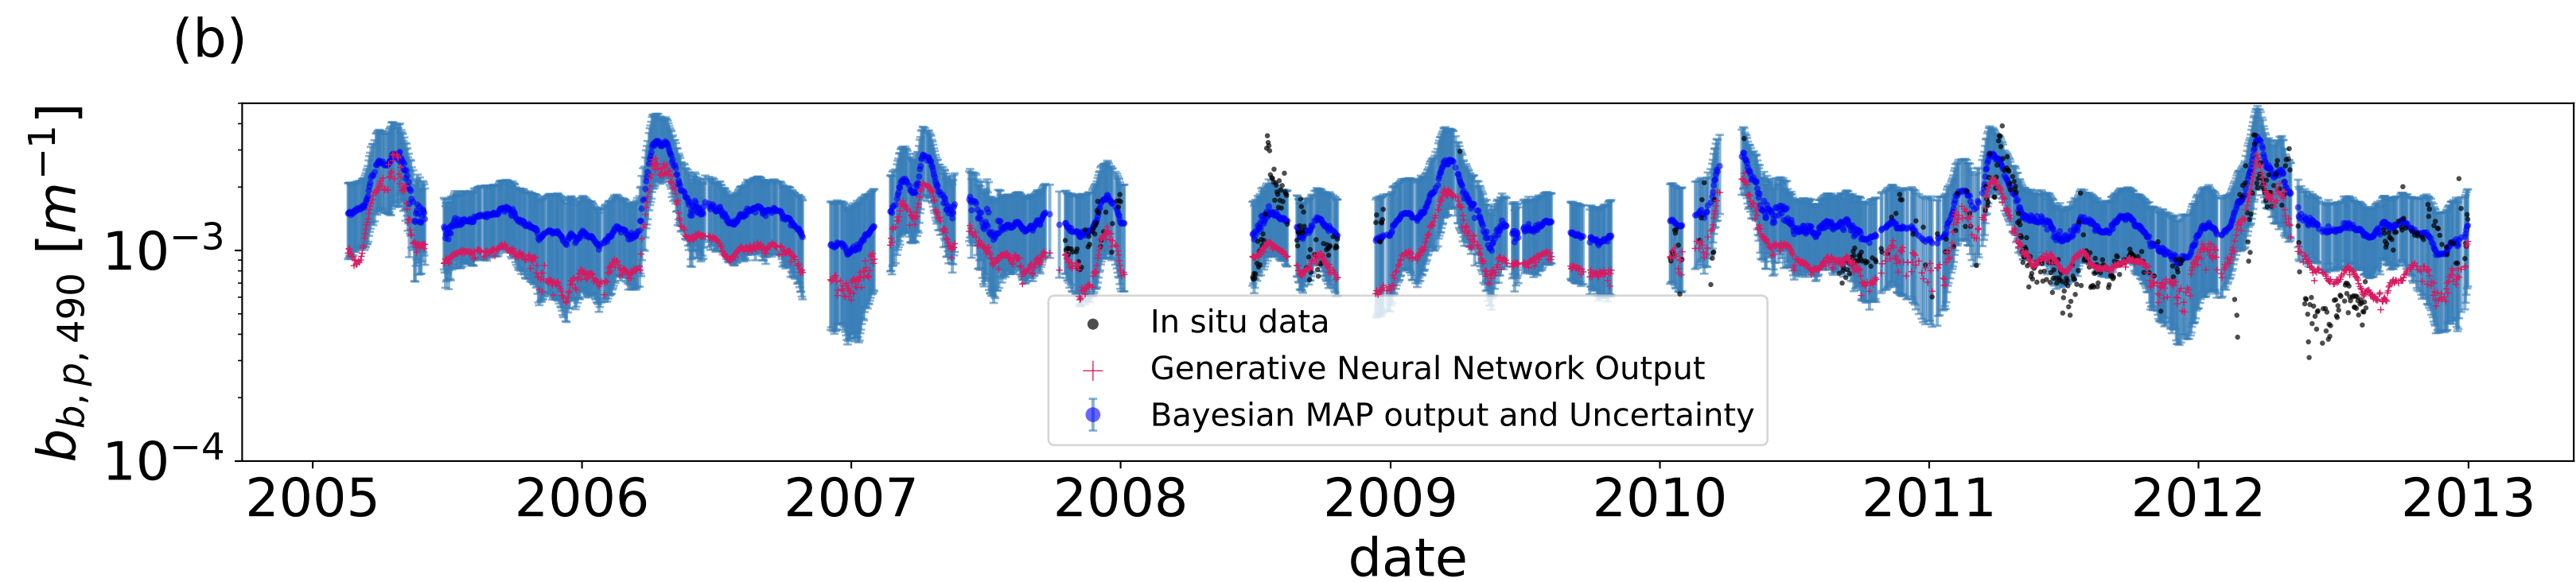 (b)
b_{b, p, 490} [m^{-1}]
10^{-3}
10^{-4}
In situ data
Generative Neural Network Output
Bayesian MAP output and Uncertainty
2005 2006 2007 2008 2009 2010 2011 2012 2013
date